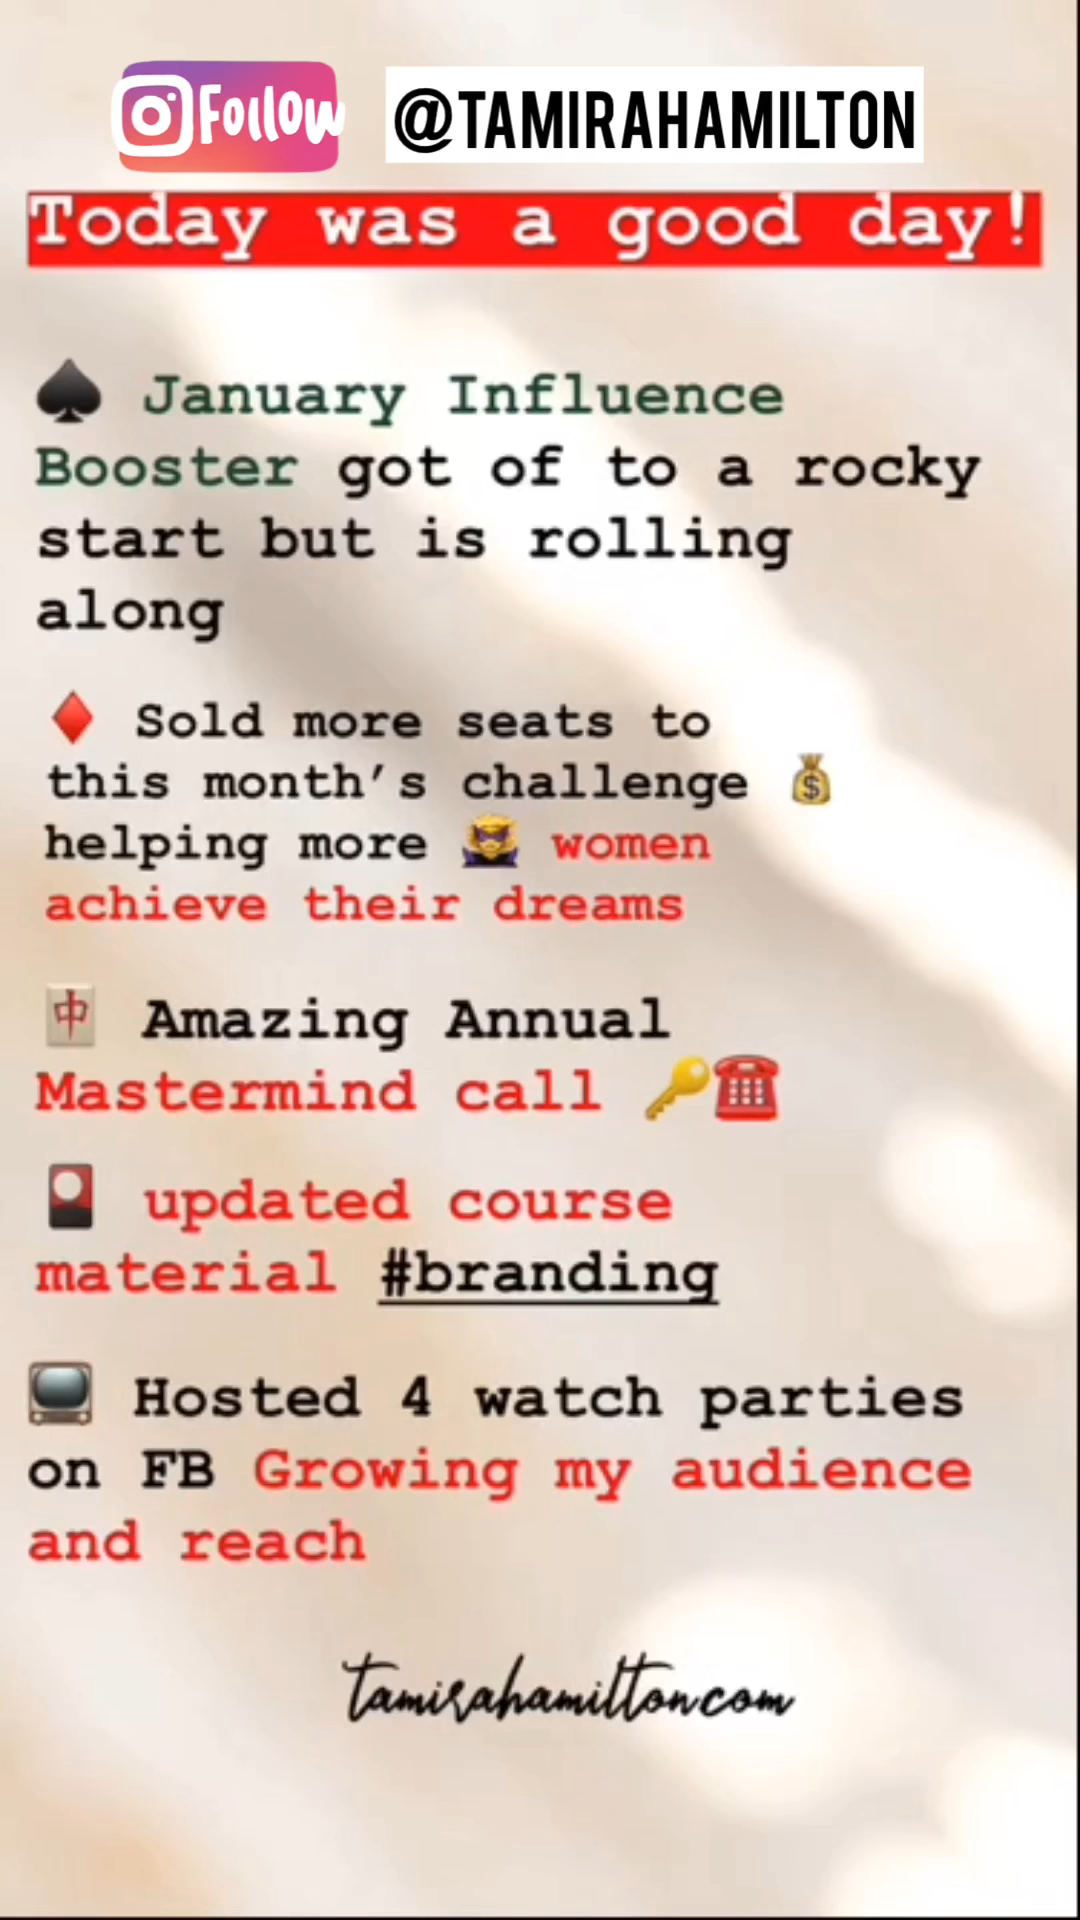 Follow @TAMIRAHAMILTON
Today was a good day!
♠️ January Influence
Booster got of to a rocky
start but is rolling
along
♦️ Sold more seats to
this month’s challenge 💰
helping more 🦹‍♀️ women
achieve their dreams
🀄 Amazing Annual
Mastermind call 🔑☎️
🎴 updated course
material #branding
📺 Hosted 4 watch parties
on FB Growing my audience
and reach
tamirahamilton.com